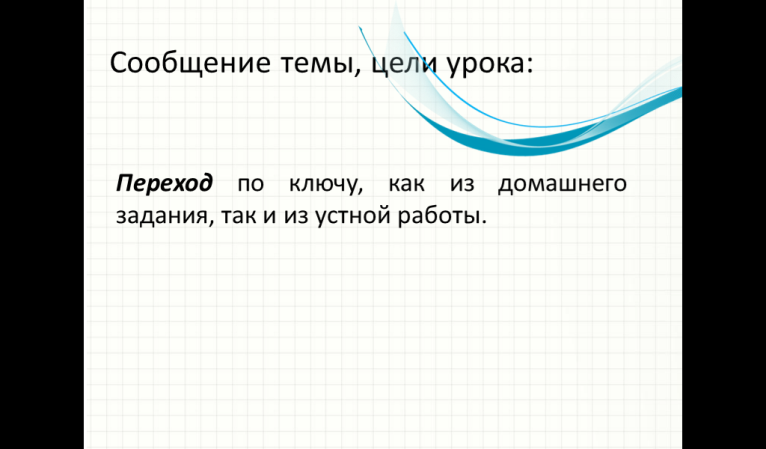 Сообщение темы, цели урока:
Переход по ключу, как из домашнего
задания, так и из устной работы.